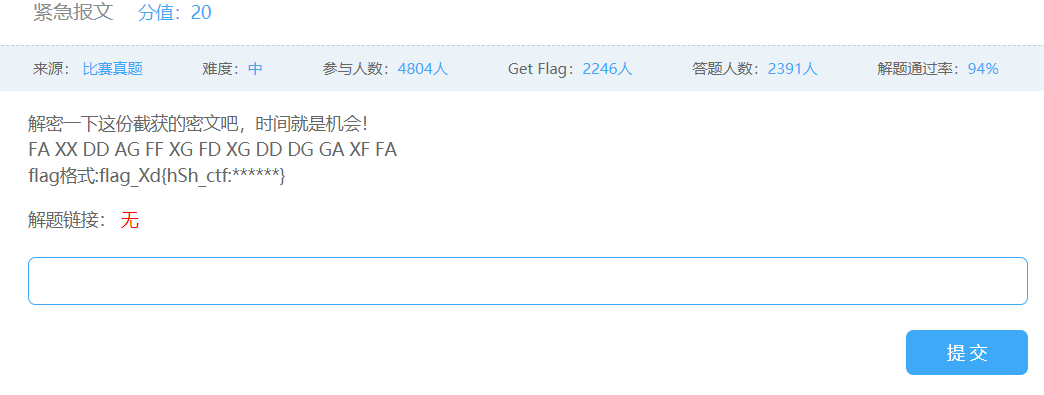 紧急报文 分值：20
来源： 比赛真题 难度：中 参与人数：4804人 Get Flag：2246人 答题人数：2391人 解题通过率：94%
解密一下这份截获的密文吧，时间就是机会！
FA XX DD AG FF XG FD XG DD DG GA XF FA
flag格式:flag_Xd{hSh_ctf:******}
解题链接： 无
提 交